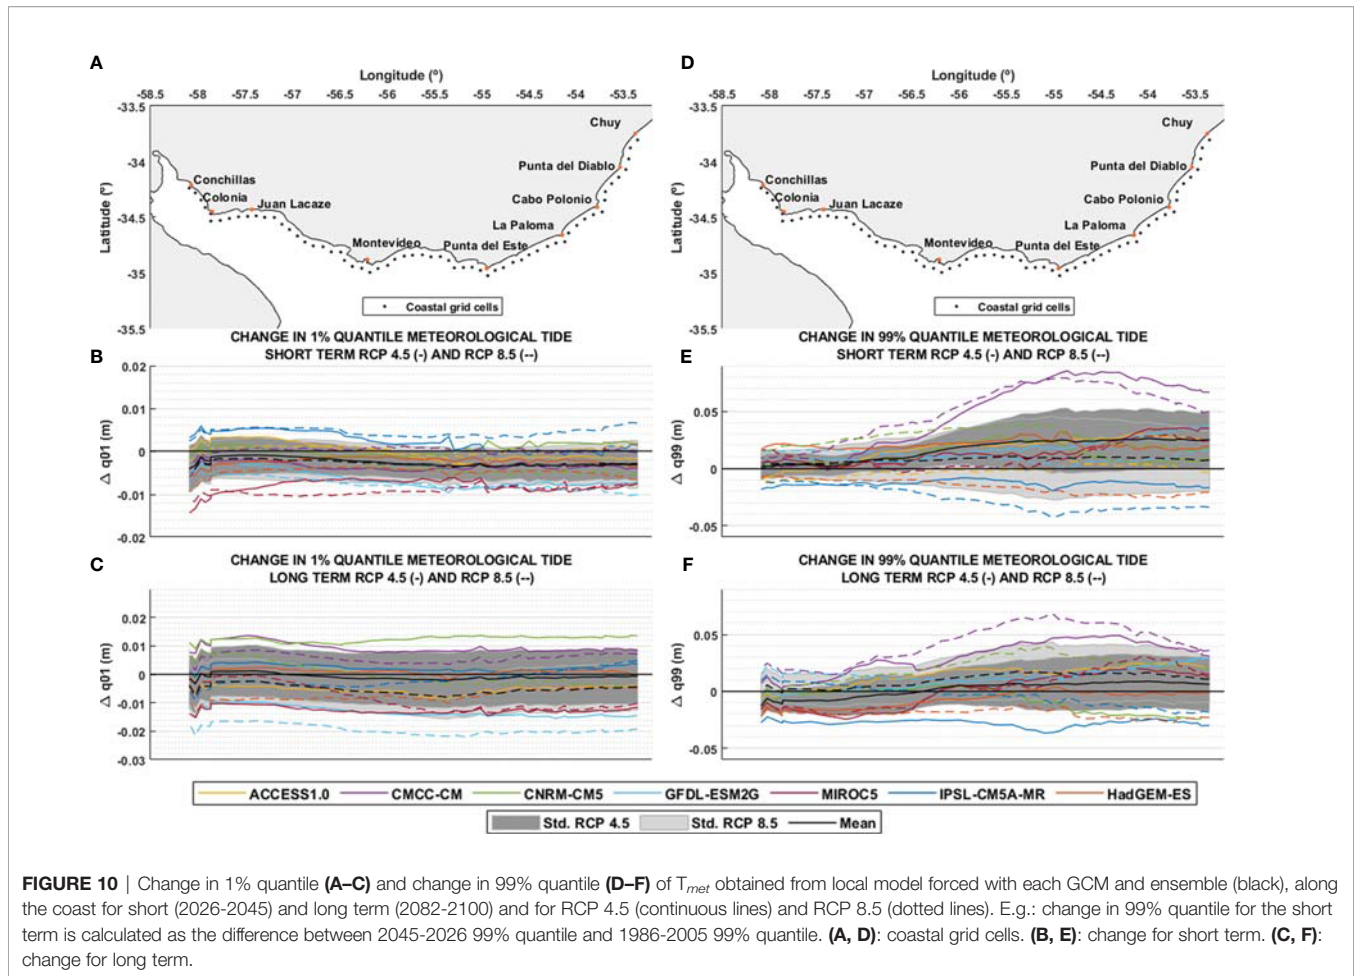 A
Longitude (º)
-58.5 -58 -57.5 -57 -56.5 -56 -55.5 -55 -54.5 -54 -53.5
-33.5
Chuy
-34
Punta del Diablo
Conchillas
Cabo Polonio
Colonia
Juan Lacaze
Latitude (º)
-34.5
La Paloma
Montevideo
Punta del Este
-35
Coastal grid cells
-35.5
D
Longitude (º)
-58.5 -58 -57.5 -57 -56.5 -56 -55.5 -55 -54.5 -54 -53.5
-33.5
Chuy
-34
Punta del Diablo
Conchillas
Cabo Polonio
Colonia
Juan Lacaze
Latitude (º)
-34.5
La Paloma
Montevideo
Punta del Este
-35
Coastal grid cells
-35.5
CHANGE IN 1% QUANTILE METEOROLOGICAL TIDE
B
SHORT TERM RCP 4.5 (-) AND RCP 8.5 (--)
0.02
0.01
0
-0.01
-0.02
Δ q01 (m)
CHANGE IN 99% QUANTILE METEOROLOGICAL TIDE
E
SHORT TERM RCP 4.5 (-) AND RCP 8.5 (--)
0.05
0
-0.05
Δ q99 (m)
CHANGE IN 1% QUANTILE METEOROLOGICAL TIDE
C
LONG TERM RCP 4.5 (-) AND RCP 8.5 (--)
0.02
0.01
0
-0.01
-0.02
-0.03
Δ q01 (m)
CHANGE IN 99% QUANTILE METEOROLOGICAL TIDE
F
LONG TERM RCP 4.5 (-) AND RCP 8.5 (--)
0.05
0
-0.05
Δ q99 (m)
ACCESS1.0 CMCC-CM CNRM-CM5 GFDL-ESM2G MIROC5 IPSL-CM5A-MR HadGEM-ES
Std. RCP 4.5 Std. RCP 8.5 Mean
FIGURE 10 | Change in 1% quantile (A–C) and change in 99% quantile (D–F) of Tmet obtained from local model forced with each GCM and ensemble (black), along
the coast for short (2026-2045) and long term (2082-2100) and for RCP 4.5 (continuous lines) and RCP 8.5 (dotted lines). E.g.: change in 99% quantile for the short
term is calculated as the difference between 2045-2026 99% quantile and 1986-2005 99% quantile. (A, D): coastal grid cells. (B, E): change for short term. (C, F):
change for long term.